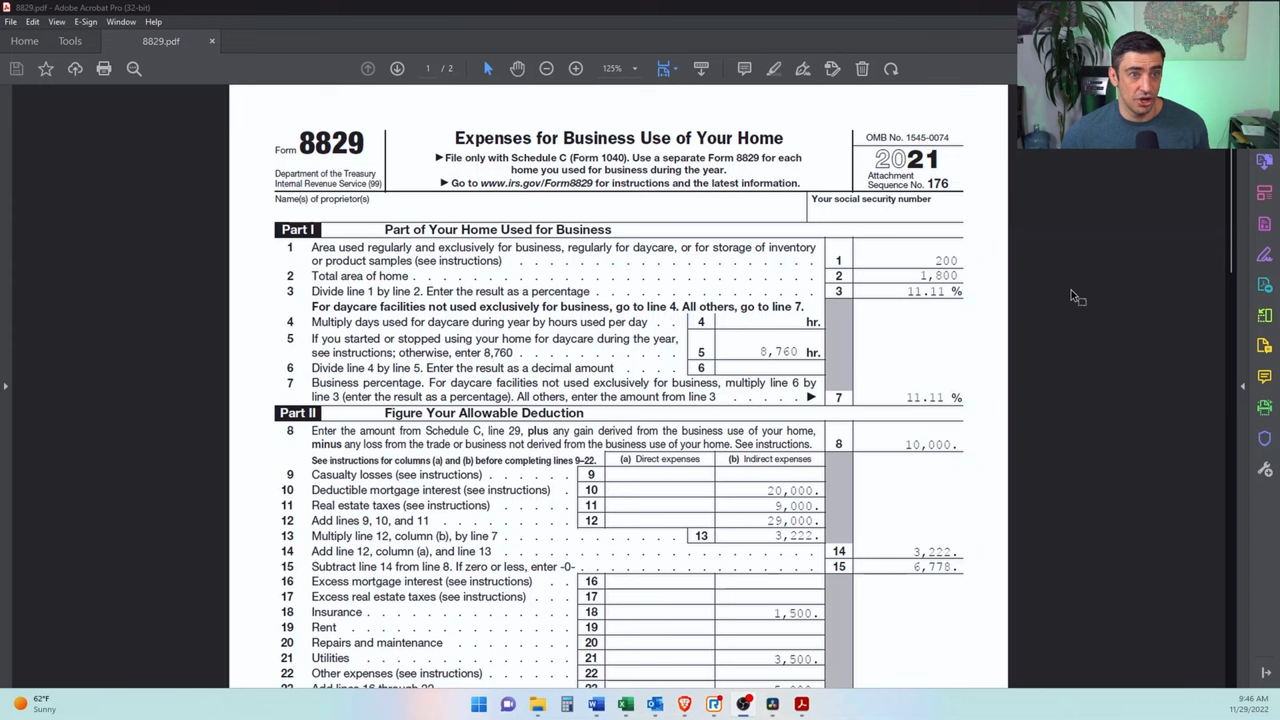 8829.pdf - Adobe Acrobat Pro (32-bit)
File Edit View E-Sign Window Help
Home Tools 8829.pdf ×
125%
Form 8829
Department of the Treasury
Internal Revenue Service (99)
Expenses for Business Use of Your Home
▶ File only with Schedule C (Form 1040). Use a separate Form 8829 for each
home you used for business during the year.
▶ Go to www.irs.gov/Form8829 for instructions and the latest information.
OMB No. 1545-0074
2021
Attachment
Sequence No. 176
Name(s) of proprietor(s)
Your social security number
Part I Part of Your Home Used for Business
1 Area used regularly and exclusively for business, regularly for daycare, or for storage of inventory
or product samples (see instructions) . . . . . . . . . . . . . . . . 1 200
2 Total area of home . . . . . . . . . . . . . . . . . . . . . . 2 1,800
3 Divide line 1 by line 2. Enter the result as a percentage . . . . . . . . . . . . 3 11.11 %
For daycare facilities not used exclusively for business, go to line 4. All others, go to line 7.
4 Multiply days used for daycare during year by hours used per day . . 4 hr.
5 If you started or stopped using your home for daycare during the year,
see instructions; otherwise, enter 8,760 . . . . . . . . . . 5 8,760 hr.
6 Divide line 4 by line 5. Enter the result as a decimal amount . . . . 6
7 Business percentage. For daycare facilities not used exclusively for business, multiply line 6 by
line 3 (enter the result as a percentage). All others, enter the amount from line 3 . . . . . ▶ 7 11.11 %
Part II Figure Your Allowable Deduction
8 Enter the amount from Schedule C, line 29, plus any gain derived from the business use of your home,
minus any loss from the trade or business not derived from the business use of your home. See instructions. 8 10,000.
See instructions for columns (a) and (b) before completing lines 9–22. (a) Direct expenses (b) Indirect expenses
9 Casualty losses (see instructions) . . . . . 9
10 Deductible mortgage interest (see instructions) . 10 20,000.
11 Real estate taxes (see instructions) . . . . 11 9,000.
12 Add lines 9, 10, and 11 . . . . . . . . 12 29,000.
13 Multiply line 12, column (b), by line 7 . . . . . . . . . . 13 3,222.
14 Add line 12, column (a), and line 13 . . . . . . . . . . . . . . . . 14 3,222.
15 Subtract line 14 from line 8. If zero or less, enter -0- . . . . . . . . . . . . 15 6,778.
16 Excess mortgage interest (see instructions) . . 16
17 Excess real estate taxes (see instructions) . . . 17
18 Insurance . . . . . . . . . . . . 18 1,500.
19 Rent . . . . . . . . . . . . . 19
20 Repairs and maintenance . . . . . . . 20
21 Utilities . . . . . . . . . . . . 21 3,500.
22 Other expenses (see instructions) . . . . . 22
62°F
Sunny
9:46 AM
11/29/2022